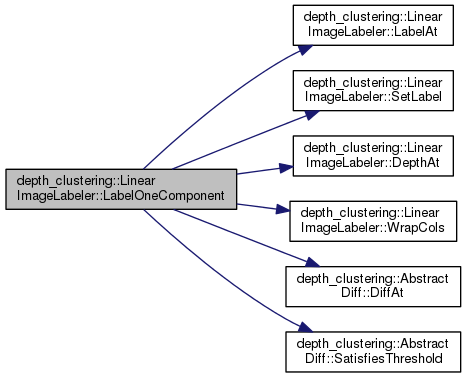 depth_clustering::Linear
ImageLabeler::LabelAt
depth_clustering::Linear
ImageLabeler::SetLabel
depth_clustering::Linear
ImageLabeler::DepthAt
depth_clustering::Linear
ImageLabeler::LabelOneComponent
depth_clustering::Linear
ImageLabeler::WrapCols
depth_clustering::Abstract
Diff::DiffAt
depth_clustering::Abstract
Diff::SatisfiesThreshold